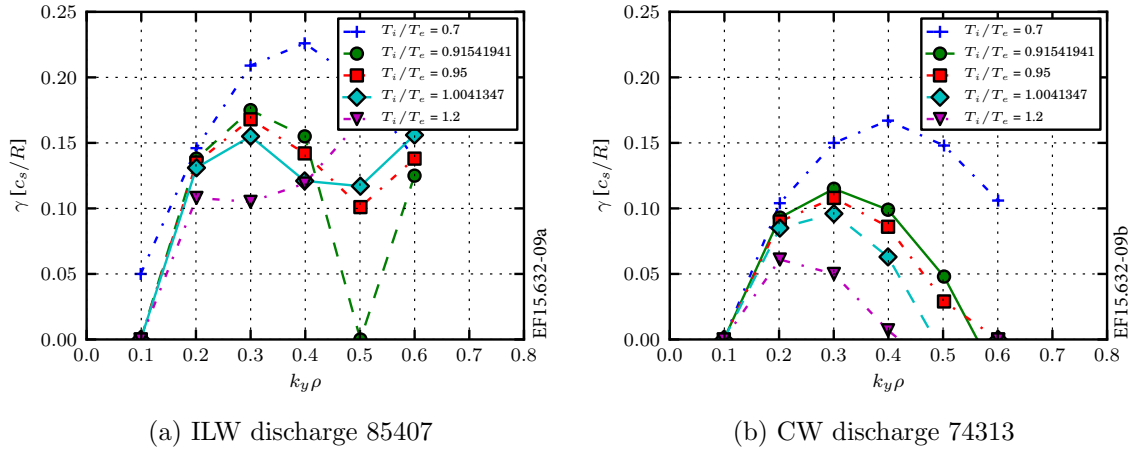 0.25
0.20
0.15
0.10
0.05
0.00
γ [c_s/R]
T_i/T_e = 0.7
T_i/T_e = 0.91541941
T_i/T_e = 0.95
T_i/T_e = 1.0041347
T_i/T_e = 1.2
0.0 0.1 0.2 0.3 0.4 0.5 0.6 0.7 0.8
k_yρ
EF15.632-09a
(a) ILW discharge 85407
0.25
0.20
0.15
0.10
0.05
0.00
γ [c_s/R]
T_i/T_e = 0.7
T_i/T_e = 0.91541941
T_i/T_e = 0.95
T_i/T_e = 1.0041347
T_i/T_e = 1.2
0.0 0.1 0.2 0.3 0.4 0.5 0.6 0.7 0.8
k_yρ
EF15.632-09b
(b) CW discharge 74313